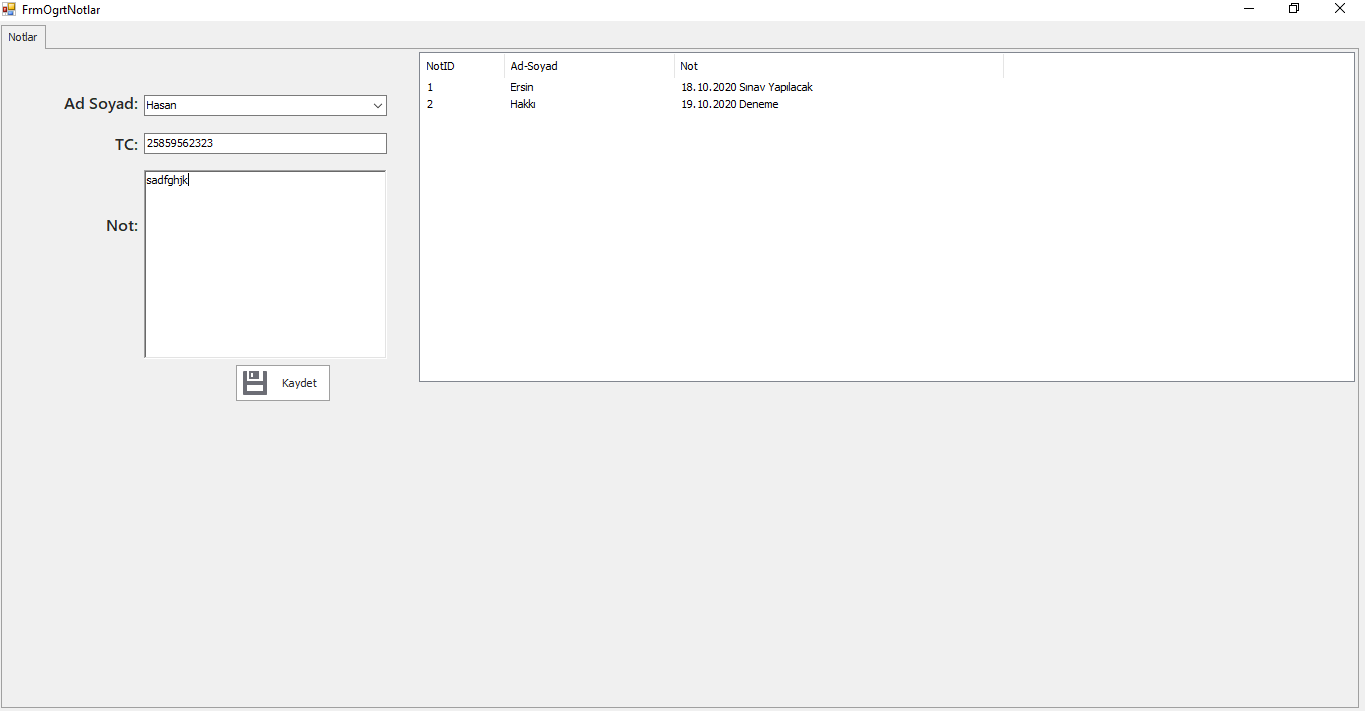 FrmOgrtNotlar
Notlar
Ad Soyad: Hasan
TC: 25859562323
Not: sadfghjk
Kaydet
NotID Ad-Soyad Not
1 Ersin 18.10.2020 Sınav Yapılacak
2 Hakkı 19.10.2020 Deneme